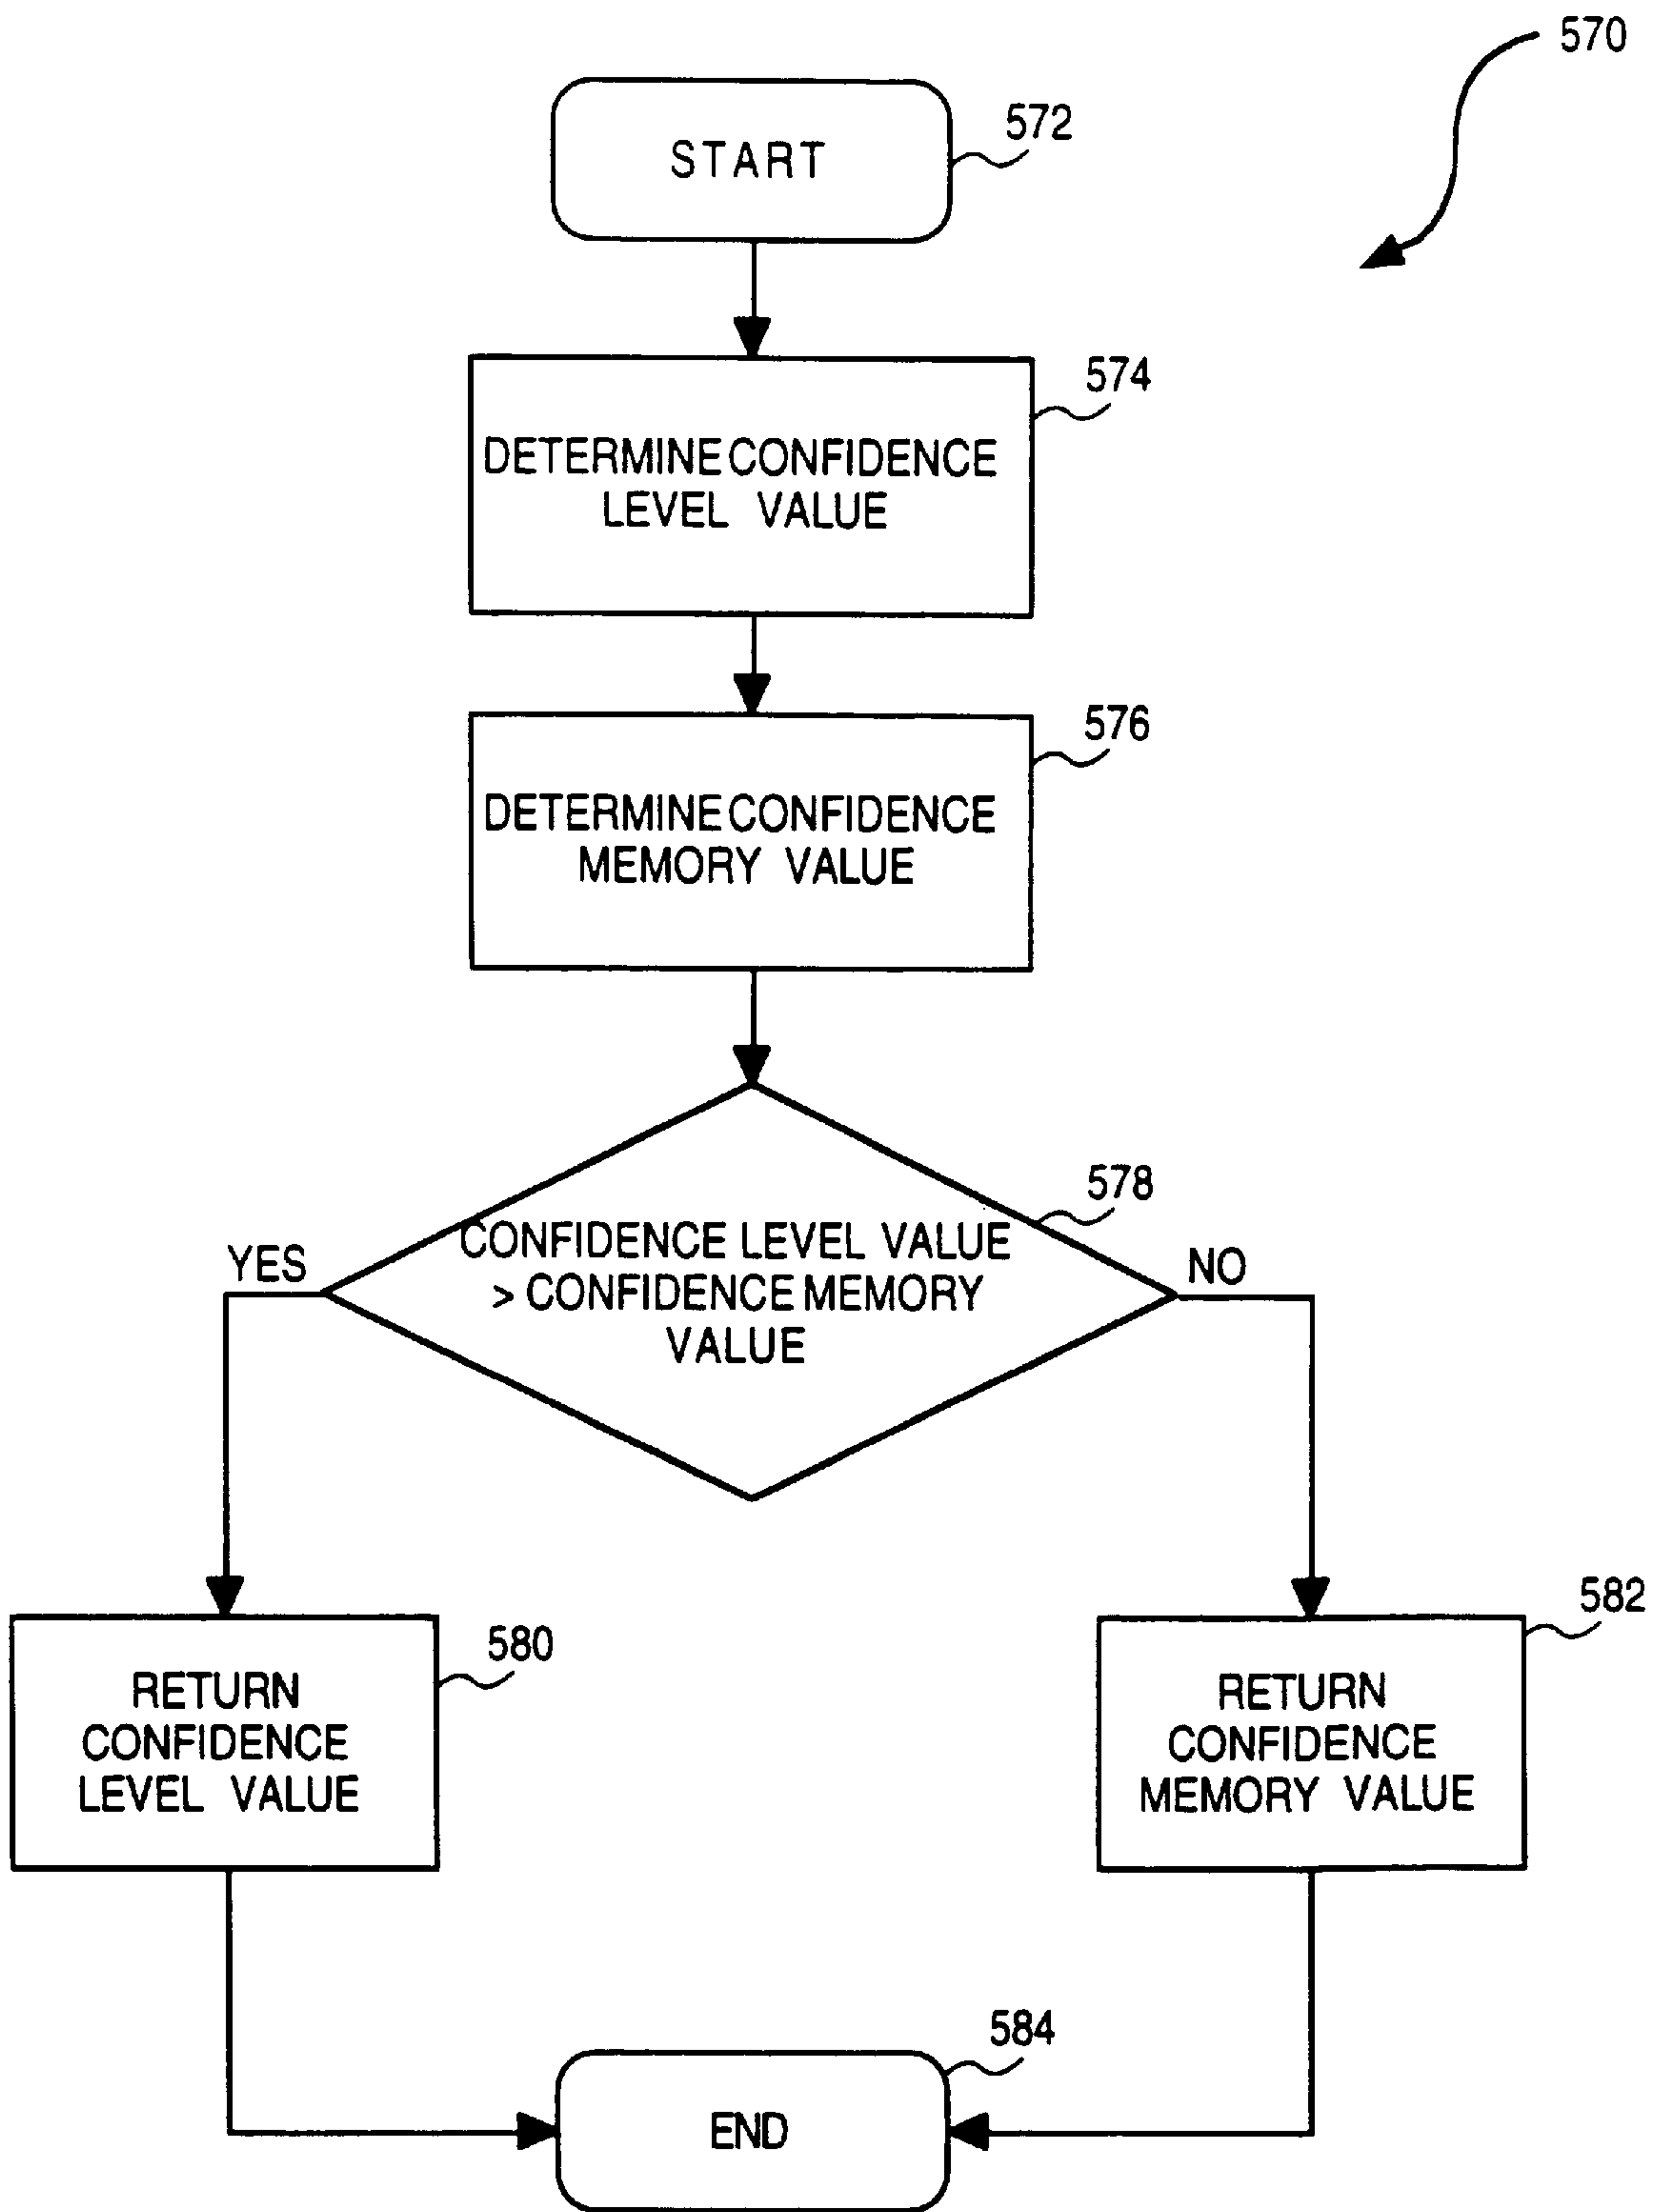 570
572
START
574
DETERMINE CONFIDENCE
LEVEL VALUE
576
DETERMINE CONFIDENCE
MEMORY VALUE
578
CONFIDENCE LEVEL VALUE
> CONFIDENCE MEMORY
VALUE
YES
NO
580
RETURN
CONFIDENCE
LEVEL VALUE
582
RETURN
CONFIDENCE
MEMORY VALUE
584
END